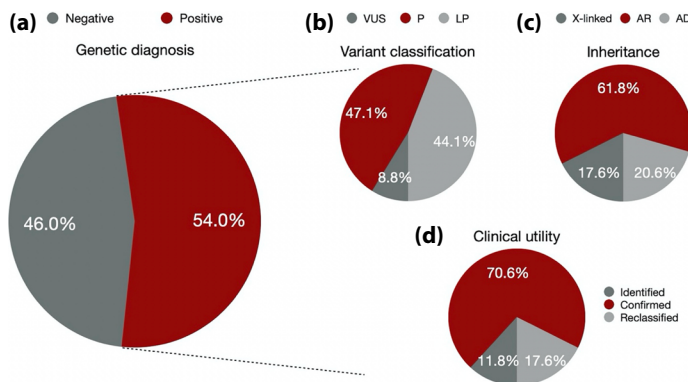 Negative Positive
(a)
Genetic diagnosis
46.0% 54.0%
VUS P LP
(b)
Variant classification
47.1%
44.1%
8.8%
X-linked AR AD
(c)
Inheritance
61.8%
17.6% 20.6%
(d)
Clinical utility
70.6%
11.8% 17.6%
Identified
Confirmed
Reclassified